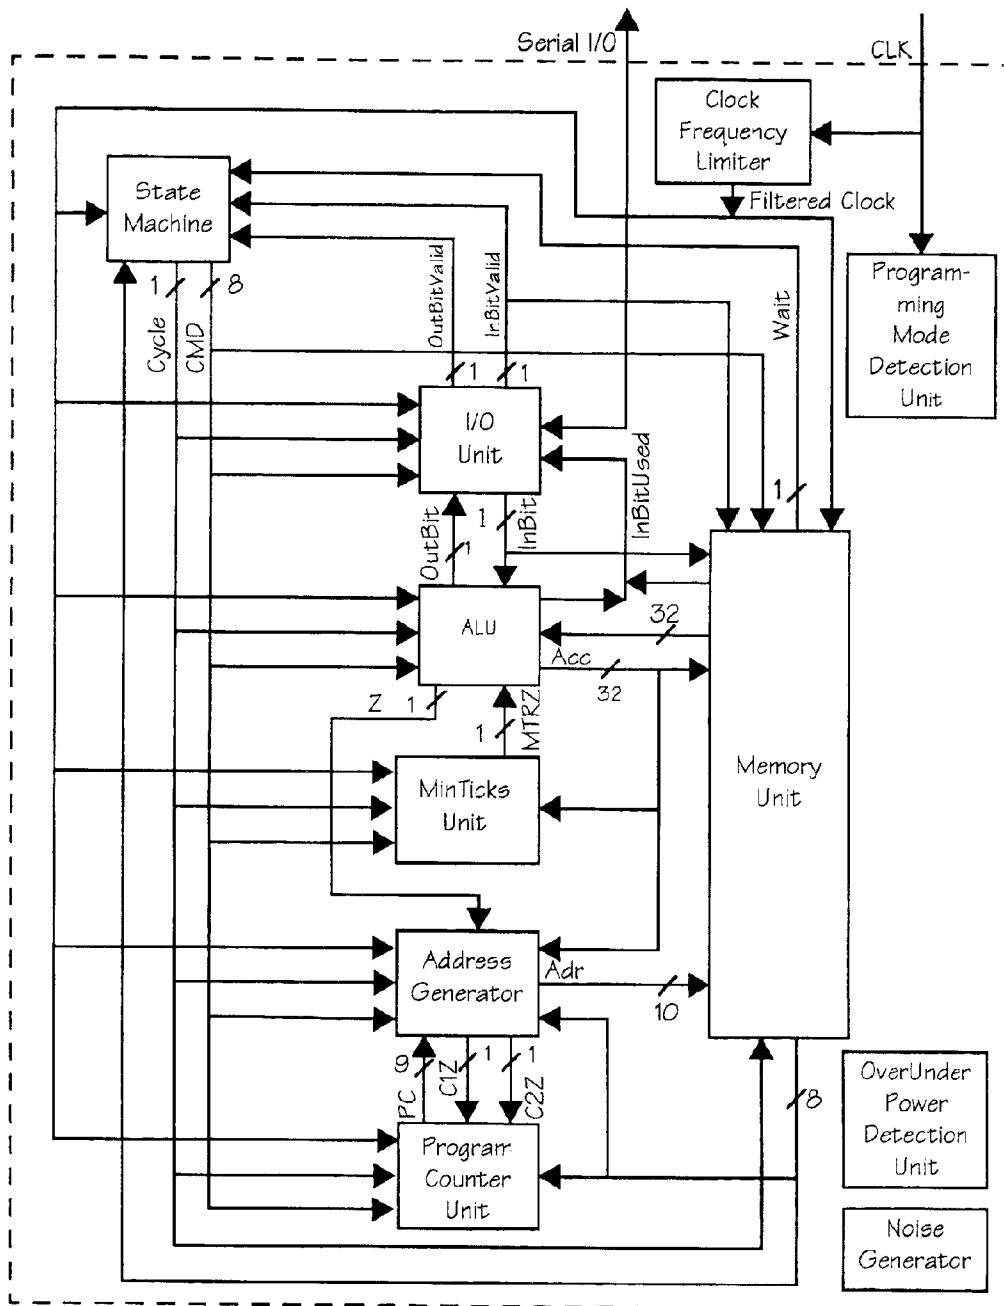 Serial I/O
CLK
Clock
Frequency
Limiter
Filtered Clock
State
Machine
1
8
Cycle
CMD
OutBitValid
InBitValid
Wait
Program-
ming
Mode
Detection
Unit
1
1
I/O
Unit
InBitUsed
1
OutBit
1
1
InBit
ALU
32
Acc
32
Z
1
1
MTRZ
MinTicks
Unit
Memory
Unit
Address
Generator
Adr
10
9
PC
C1Z
1
1
C2Z
Program
Counter
Unit
8
OverUnder
Power
Detection
Unit
Noise
Generator